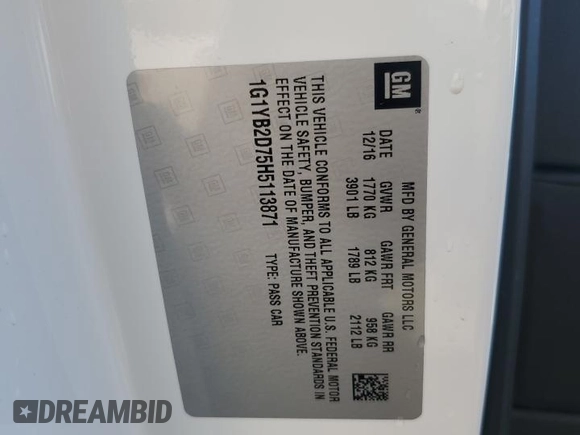 GM
MFD BY GENERAL MOTORS LLC
DATE GVWR GAWR FRT GAWR RR
12/16 1770 KG 812 KG 958 KG
3901 LB 1789 LB 2112 LB
THIS VEHICLE CONFORMS TO ALL APPLICABLE U.S. FEDERAL MOTOR
VEHICLE SAFETY, BUMPER, AND THEFT PREVENTION STANDARDS IN
EFFECT ON THE DATE OF MANUFACTURE SHOWN ABOVE.
1G1YB2D75H5113871 TYPE: PASS CAR
DREAMBID